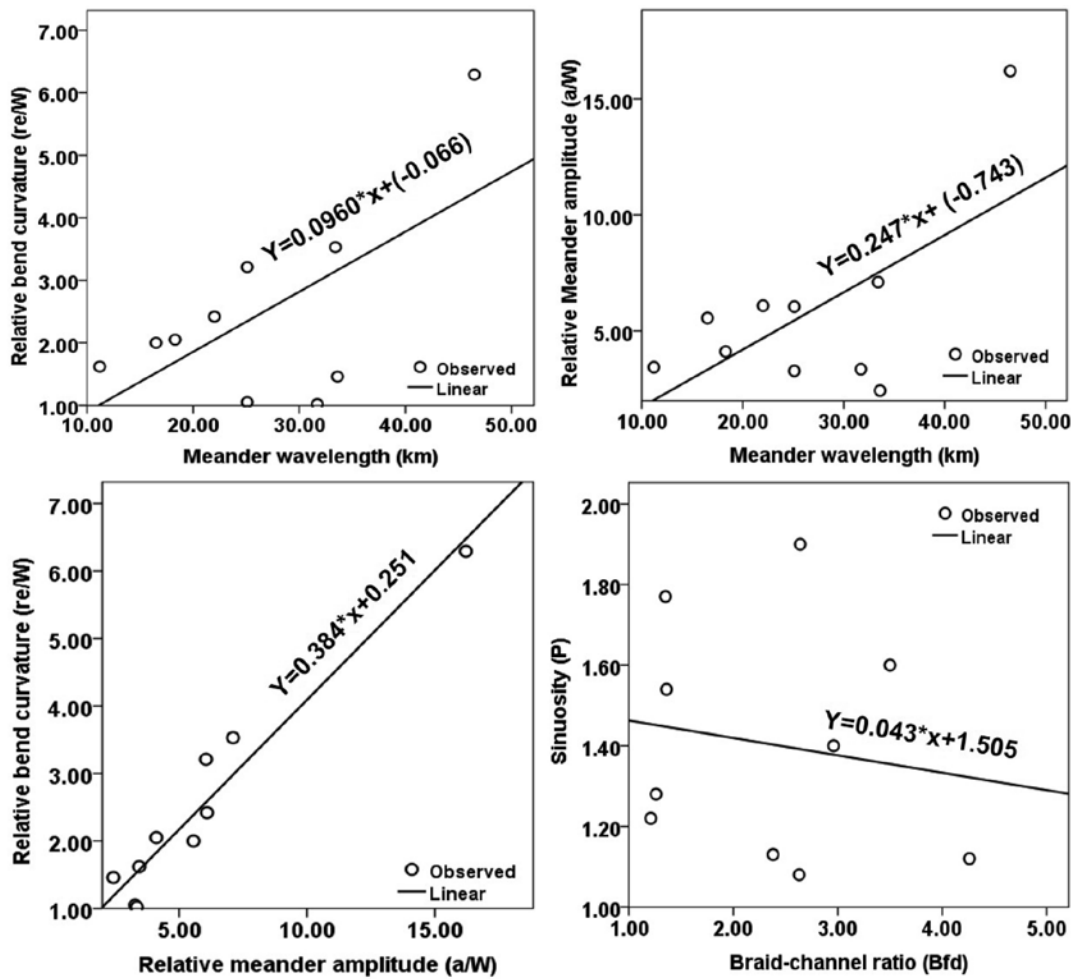 Relative bend curvature (re/W)
7.00
6.00
5.00
4.00
3.00
2.00
1.00
Y=0.0960*x+(-0.066)
Observed
Linear
10.00 20.00 30.00 40.00 50.00
Meander wavelength (km)
Relative Meander amplitude (a/W)
15.00
10.00
5.00
Y=0.247*x+ (-0.743)
Observed
Linear
10.00 20.00 30.00 40.00 50.00
Meander wavelength (km)
Relative bend curvature (re/W)
7.00
6.00
5.00
4.00
3.00
2.00
1.00
Y=0.384*x+0.251
Observed
Linear
5.00 10.00 15.00
Relative meander amplitude (a/W)
Sinuosity (P)
2.00
1.80
1.60
1.40
1.20
1.00
Observed
Linear
Y=0.043*x+1.505
1.00 2.00 3.00 4.00 5.00
Braid-channel ratio (Bfd)